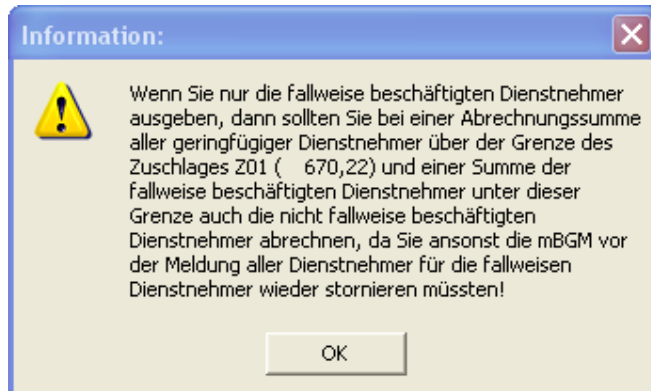 Information:
Wenn Sie nur die fallweise beschäftigten Dienstnehmer
ausgeben, dann sollten Sie bei einer Abrechnungssumme
aller geringfügiger Dienstnehmer über der Grenze des
Zuschlages Z01 (    670,22) und einer Summe der
fallweise beschäftigten Dienstnehmer unter dieser
Grenze auch die nicht fallweise beschäftigten
Dienstnehmer abrechnen, da Sie ansonst die mBGM vor
der Meldung aller Dienstnehmer für die fallweisen
Dienstnehmer wieder stornieren müssten!
OK